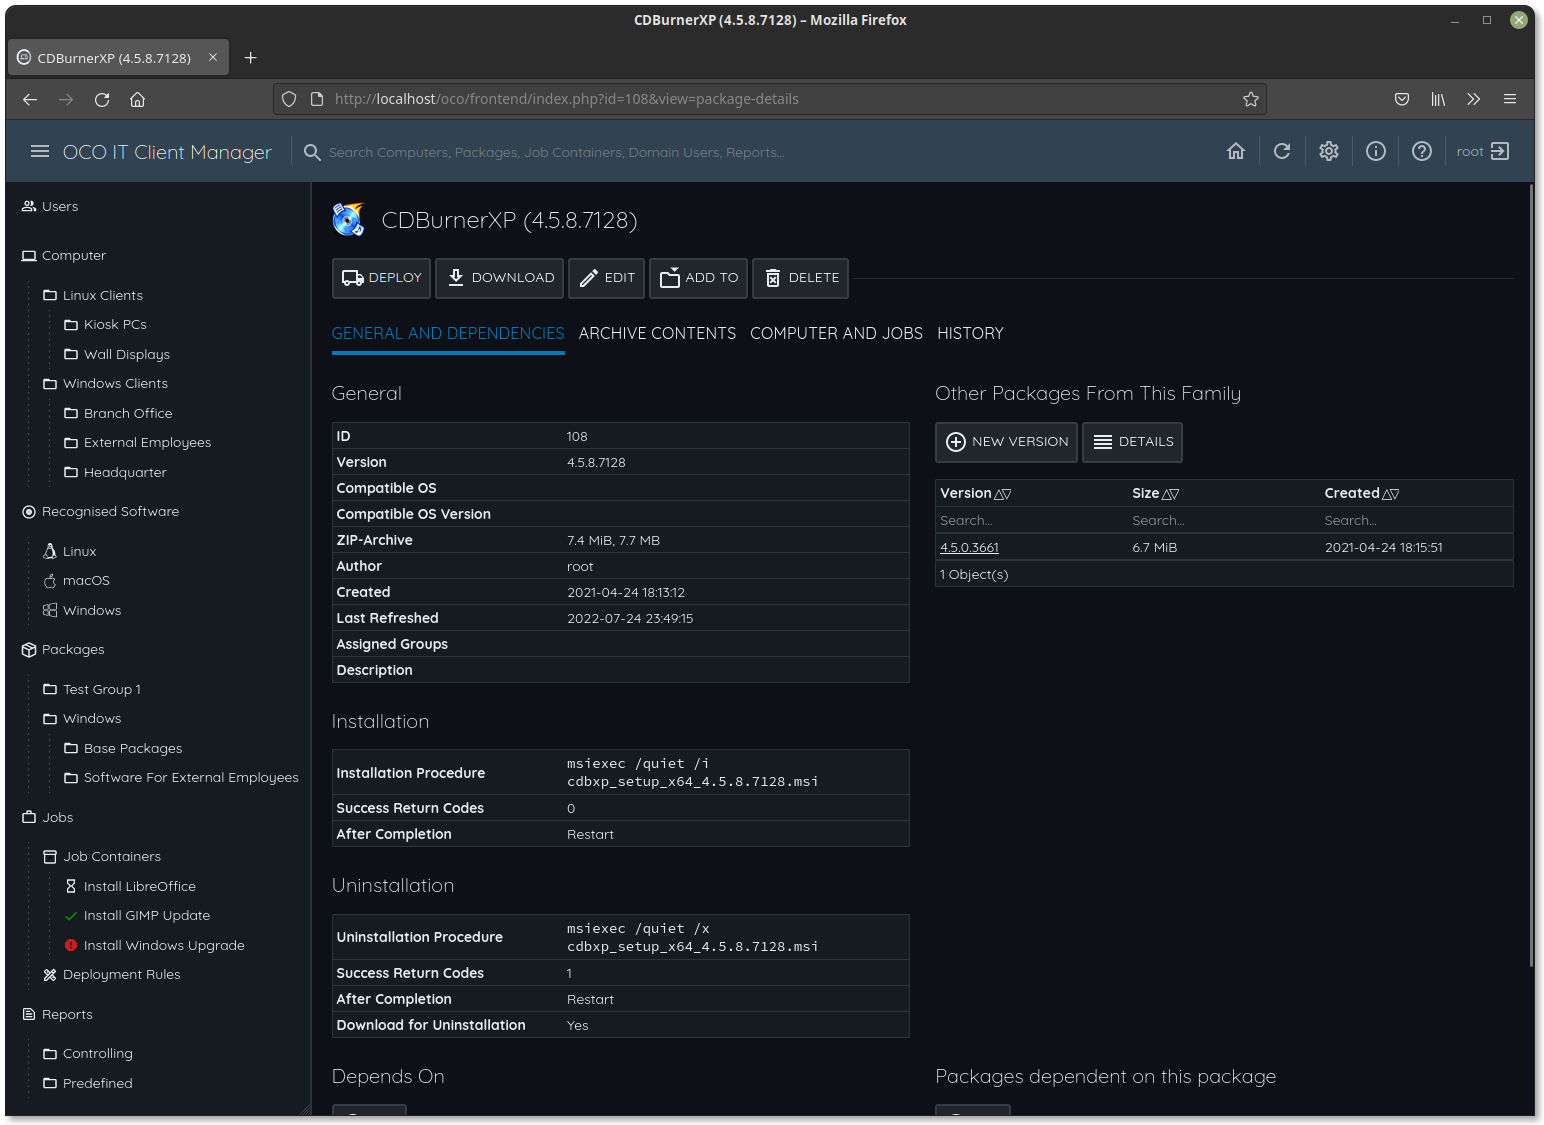 CDBurnerXP (4.5.8.7128) – Mozilla Firefox
CDBurnerXP (4.5.8.7128)
http://localhost/oco/frontend/index.php?id=108&view=package-details
OCO IT Client Manager
Search Computers, Packages, Job Containers, Domain Users, Reports...
root
Users
Computer
Linux Clients
Kiosk PCs
Wall Displays
Windows Clients
Branch Office
External Employees
Headquarter
Recognised Software
Linux
macOS
Windows
Packages
Test Group 1
Windows
Base Packages
Software For External Employees
Jobs
Job Containers
Install LibreOffice
Install GIMP Update
Install Windows Upgrade
Deployment Rules
Reports
Controlling
Predefined
CDBurnerXP (4.5.8.7128)
DEPLOY DOWNLOAD EDIT ADD TO DELETE
GENERAL AND DEPENDENCIES ARCHIVE CONTENTS COMPUTER AND JOBS HISTORY
General
ID 108
Version 4.5.8.7128
Compatible OS
Compatible OS Version
ZIP-Archive 7.4 MiB, 7.7 MB
Author root
Created 2021-04-24 18:13:12
Last Refreshed 2022-07-24 23:49:15
Assigned Groups
Description
Installation
Installation Procedure msiexec /quiet /i
cdbxp_setup_x64_4.5.8.7128.msi
Success Return Codes 0
After Completion Restart
Uninstallation
Uninstallation Procedure msiexec /quiet /x
cdbxp_setup_x64_4.5.8.7128.msi
Success Return Codes 1
After Completion Restart
Download for Uninstallation Yes
Depends On
Other Packages From This Family
NEW VERSION DETAILS
Version Size Created
Search... Search... Search...
4.5.0.3661 6.7 MiB 2021-04-24 18:15:51
1 Object(s)
Packages dependent on this package